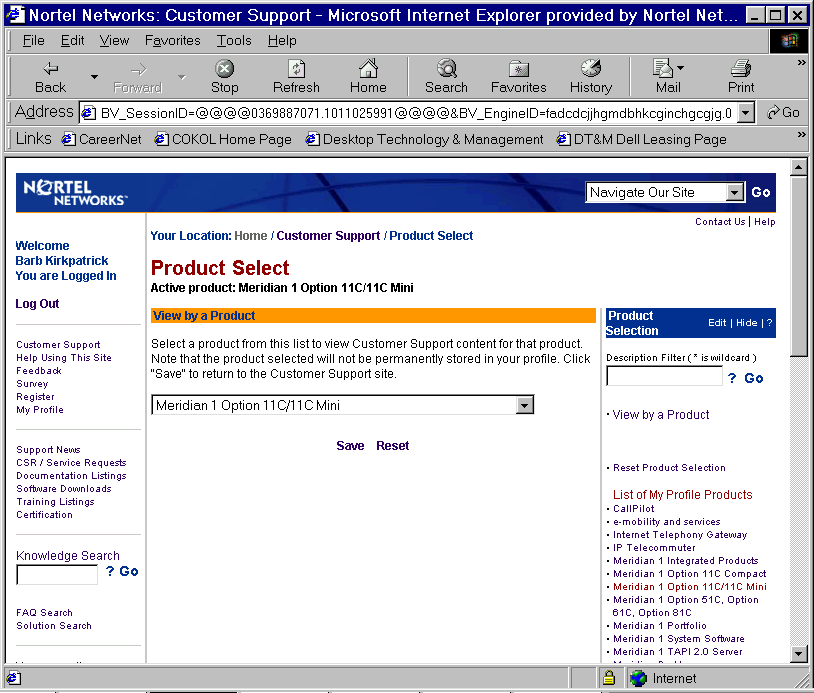 Nortel Networks: Customer Support - Microsoft Internet Explorer provided by Nortel Net...
File Edit View Favorites Tools Help
Back Forward Stop Refresh Home Search Favorites History Mail Print »
Address BV_SessionID=@@@@0369887071.1011025991@@@@&BV_EngineID=fadcdcjjhgmdbhkcginchgcgjg.0 Go
Links CareerNet COKOL Home Page Desktop Technology & Management DT&M Dell Leasing Page »
NORTEL
NETWORKS™
Navigate Our Site Go
Contact Us | Help
Welcome
Barb Kirkpatrick
You are Logged In
Log Out
Customer Support
Help Using This Site
Feedback
Survey
Register
My Profile
Support News
CSR / Service Requests
Documentation Listings
Software Downloads
Training Listings
Certification
Knowledge Search
? Go
FAQ Search
Solution Search
Your Location: Home / Customer Support / Product Select
Product Select
Active product: Meridian 1 Option 11C/11C Mini
View by a Product
Select a product from this list to view Customer Support content for that product.
Note that the product selected will not be permanently stored in your profile. Click
"Save" to return to the Customer Support site.
Meridian 1 Option 11C/11C Mini
Save Reset
Product
Selection
Edit | Hide | ?
Description Filter ( * is wildcard )
? Go
• View by a Product
• Reset Product Selection
List of My Profile Products
• CallPilot
• e-mobility and services
• Internet Telephony Gateway
• IP Telecommuter
• Meridian 1 Integrated Products
• Meridian 1 Option 11C Compact
• Meridian 1 Option 11C/11C Mini
• Meridian 1 Option 51C, Option
61C, Option 81C
• Meridian 1 Portfolio
• Meridian 1 System Software
• Meridian 1 TAPI 2.0 Server
Internet